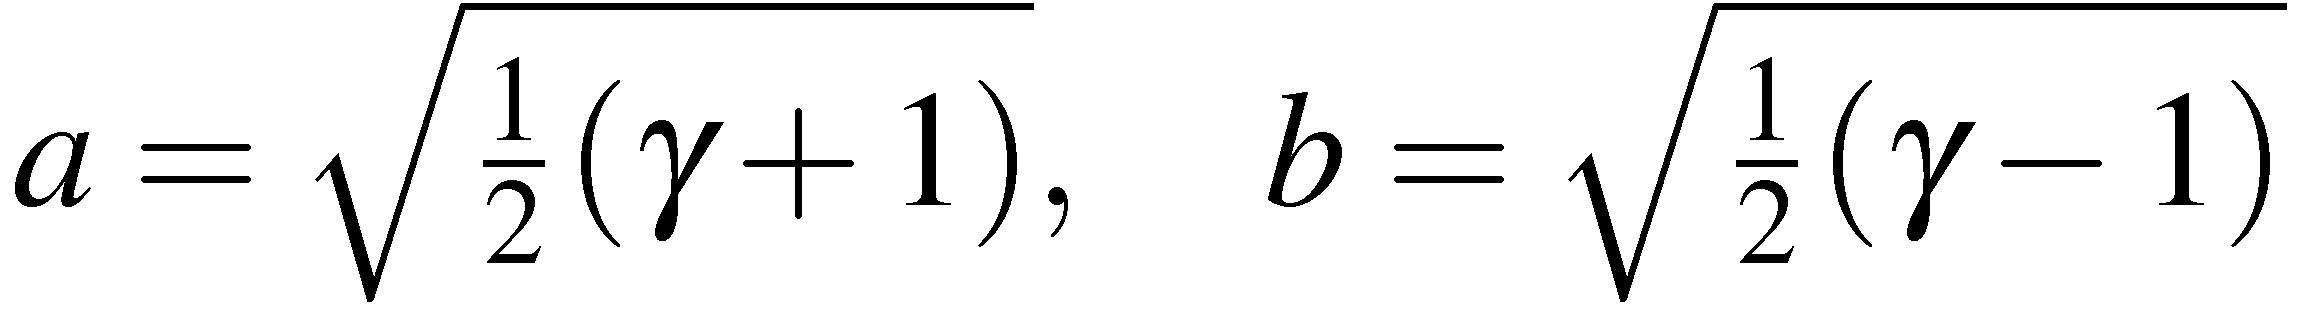 a = √(½(γ + 1)), b = √(½(γ − 1))